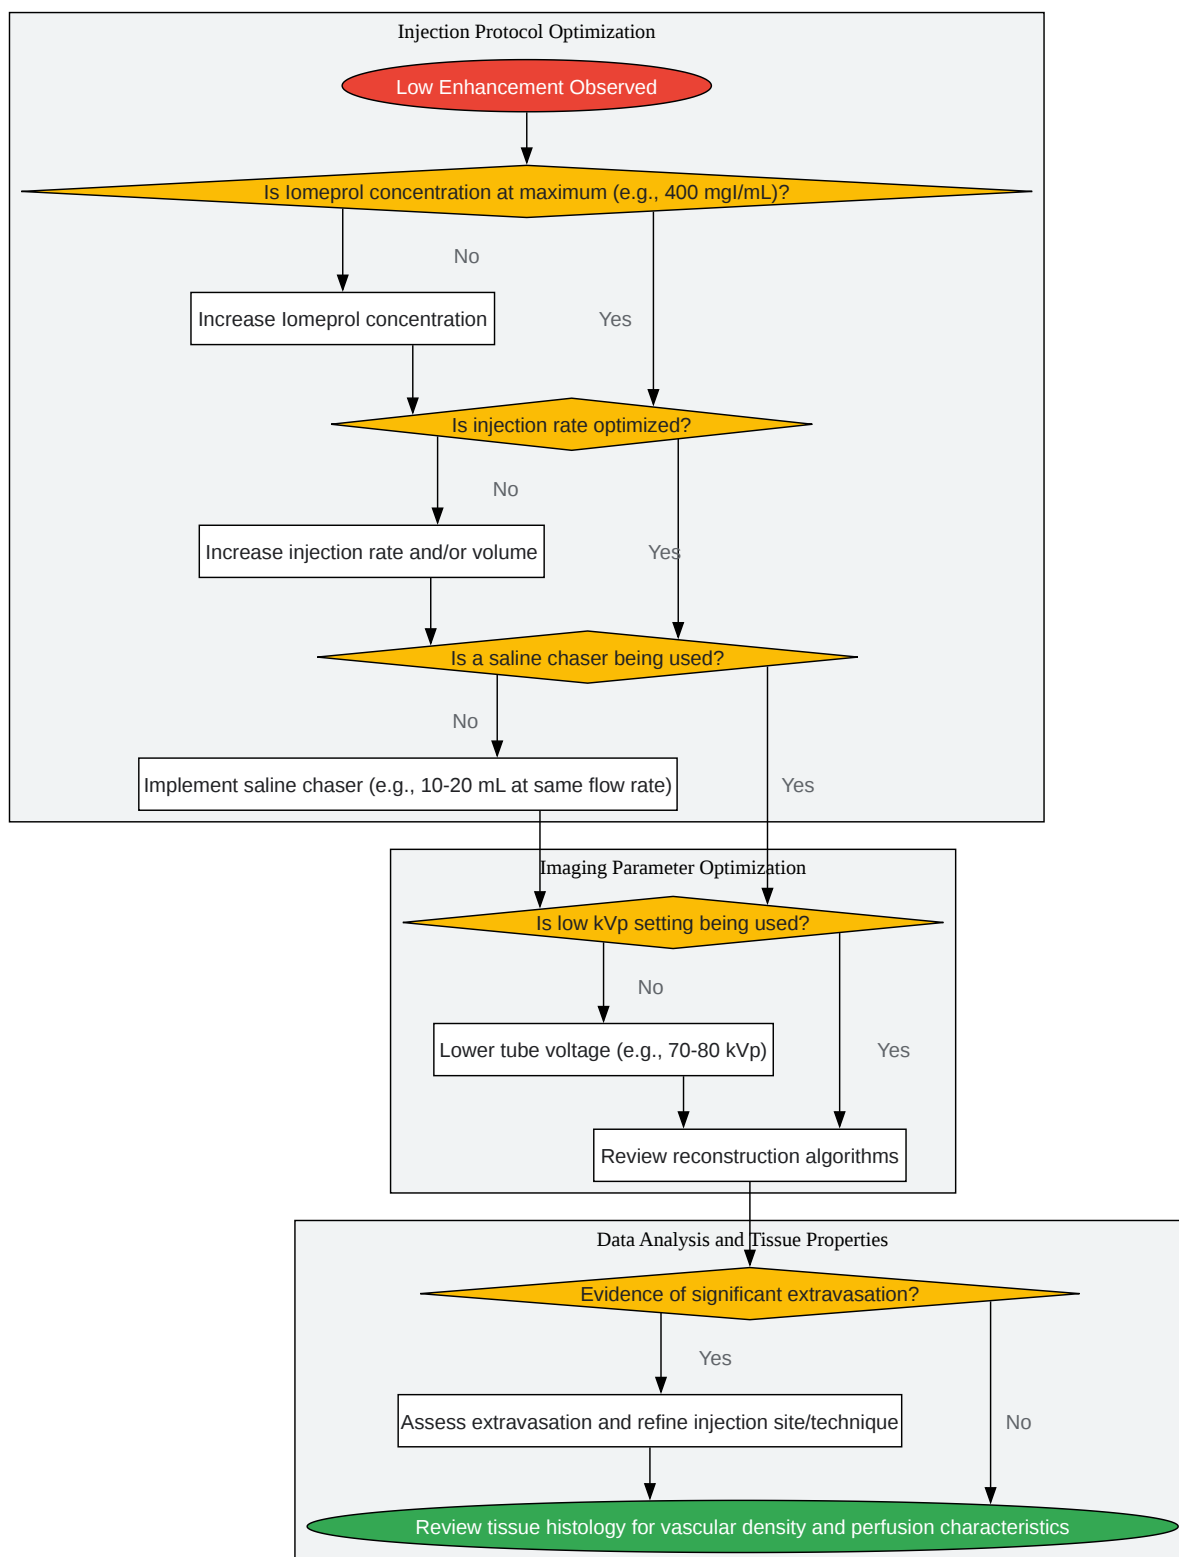 Injection Protocol Optimization
Low Enhancement Observed
Is Iomeprol concentration at maximum (e.g., 400 mgI/mL)?
No
Increase Iomeprol concentration
Yes
Is injection rate optimized?
No
Increase injection rate and/or volume
Yes
Is a saline chaser being used?
No
Implement saline chaser (e.g., 10-20 mL at same flow rate)
Yes
Imaging Parameter Optimization
Is low kVp setting being used?
No
Lower tube voltage (e.g., 70-80 kVp)
Yes
Review reconstruction algorithms
Data Analysis and Tissue Properties
Evidence of significant extravasation?
Yes
Assess extravasation and refine injection site/technique
No
Review tissue histology for vascular density and perfusion characteristics